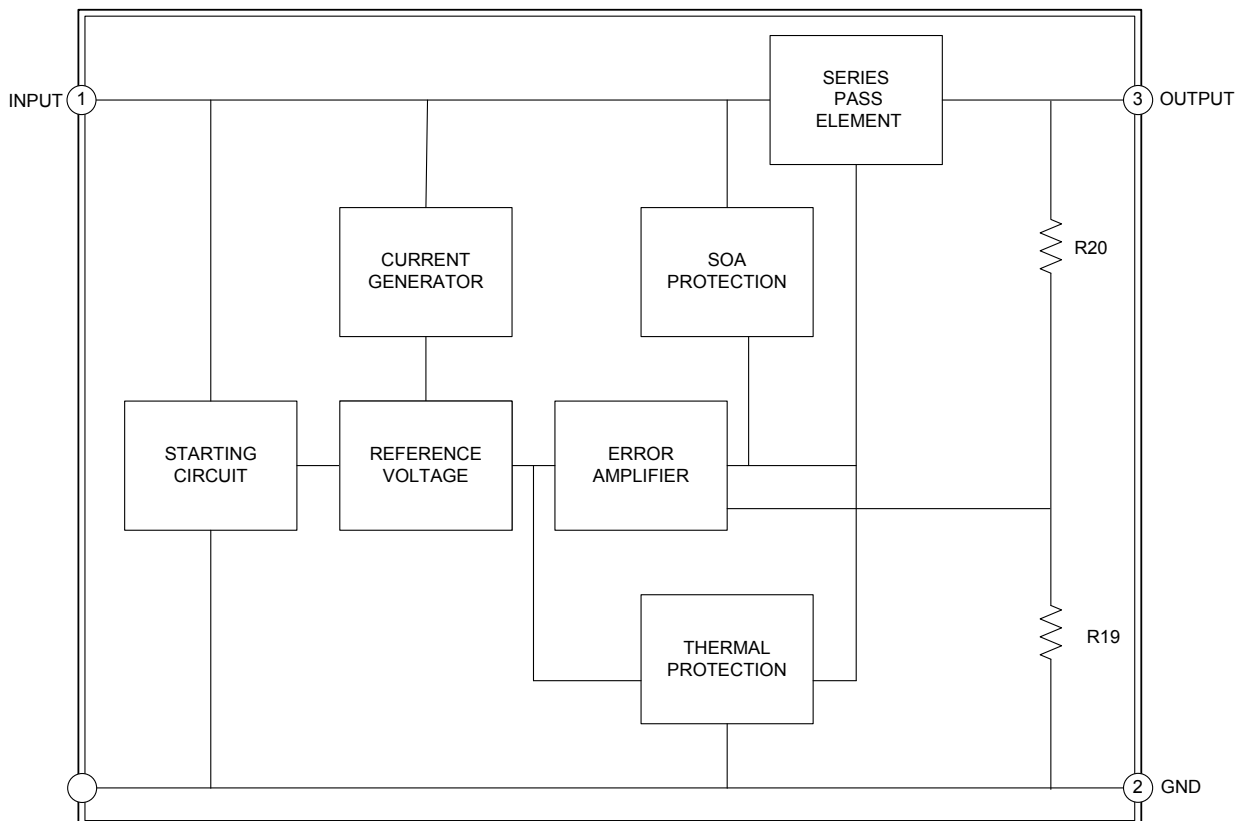 SERIES
PASS
ELEMENT
INPUT 1
3 OUTPUT
CURRENT
GENERATOR
SOA
PROTECTION
R20
STARTING
CIRCUIT
REFERENCE
VOLTAGE
ERROR
AMPLIFIER
THERMAL
PROTECTION
R19
2 GND